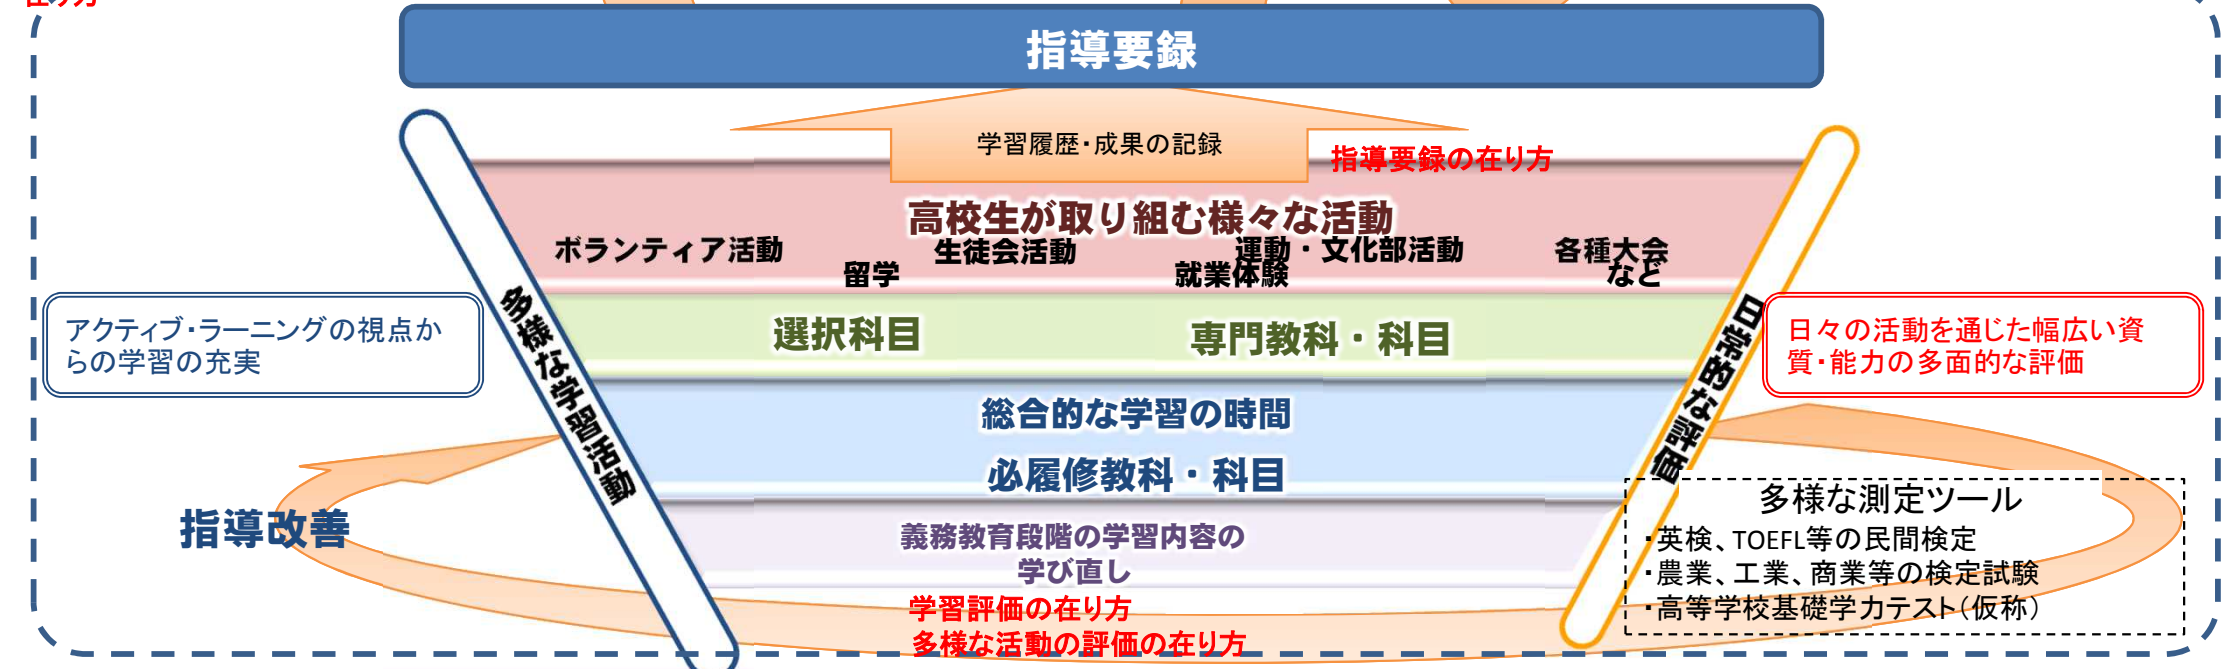 在り方
指導要録
学習履歴・成果の記録
指導要録の在り方
高校生が取り組む様々な活動
ボランティア活動
生徒会活動
運動・文化部活動
各種大会
留学
就業体験
など
多様な学習活動
日常的な評価
アクティブ・ラーニングの視点か
らの学習の充実
選択科目
専門教科・科目
日々の活動を通じた幅広い資
質・能力の多面的な評価
総合的な学習の時間
必履修教科・科目
指導改善
義務教育段階の学習内容の
学び直し
多様な測定ツール
・英検、TOEFL等の民間検定
・農業、工業、商業等の検定試験
・高等学校基礎学力テスト（仮称）
学習評価の在り方
多様な活動の評価の在り方